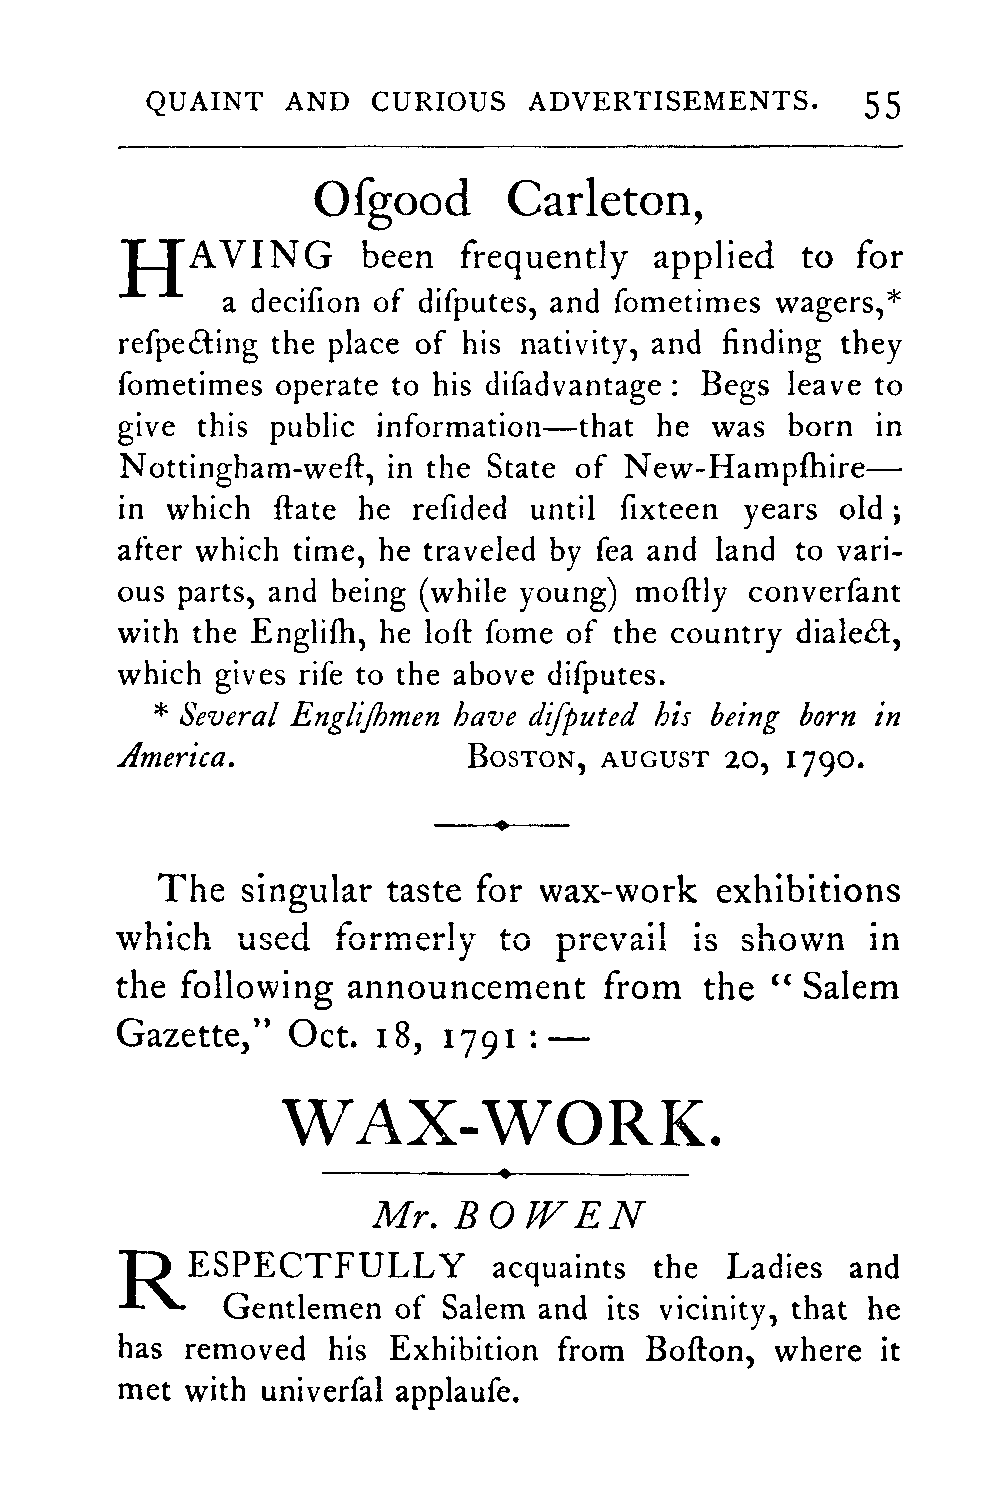 QUAINT AND CURIOUS ADVERTISEMENTS. 55
Oſgood Carleton,
HAVING been frequently applied to for
a deciſion of diſputes, and ſometimes wagers,*
reſpecting the place of his nativity, and finding they
ſometimes operate to his diſadvantage : Begs leave to
give this public information—that he was born in
Nottingham-weſt, in the State of New-Hampſhire—
in which ſtate he reſided until ſixteen years old ;
after which time, he traveled by ſea and land to vari-
ous parts, and being (while young) moſtly converſant
with the Engliſh, he loſt ſome of the country dialect,
which gives riſe to the above diſputes.
* Several Engliſhmen have diſputed his being born in
America. BOSTON, AUGUST 20, 1790.
The singular taste for wax-work exhibitions
which used formerly to prevail is shown in
the following announcement from the “ Salem
Gazette,” Oct. 18, 1791 : —
WAX-WORK.
Mr. BOWEN
RESPECTFULLY acquaints the Ladies and
Gentlemen of Salem and its vicinity, that he
has removed his Exhibition from Boſton, where it
met with univerſal applauſe.